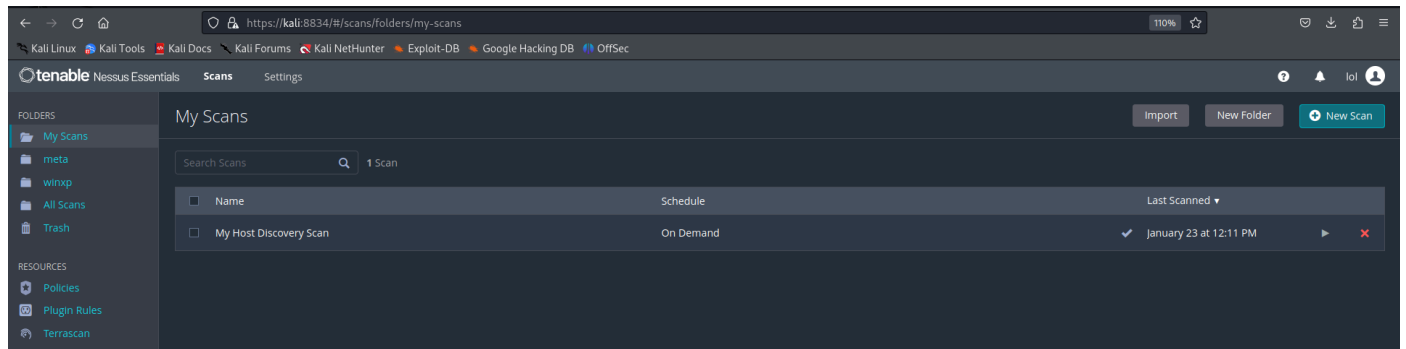 https://kali:8834/#/scans/folders/my-scans 110%
Kali Linux Kali Tools Kali Docs Kali Forums Kali NetHunter Exploit-DB Google Hacking DB OffSec
tenable Nessus Essentials Scans Settings ? lol
FOLDERS
My Scans
meta
winxp
All Scans
Trash
RESOURCES
Policies
Plugin Rules
Terrascan
My Scans Import New Folder New Scan
Search Scans 1 Scan
Name Schedule Last Scanned ▼
My Host Discovery Scan On Demand January 23 at 12:11 PM